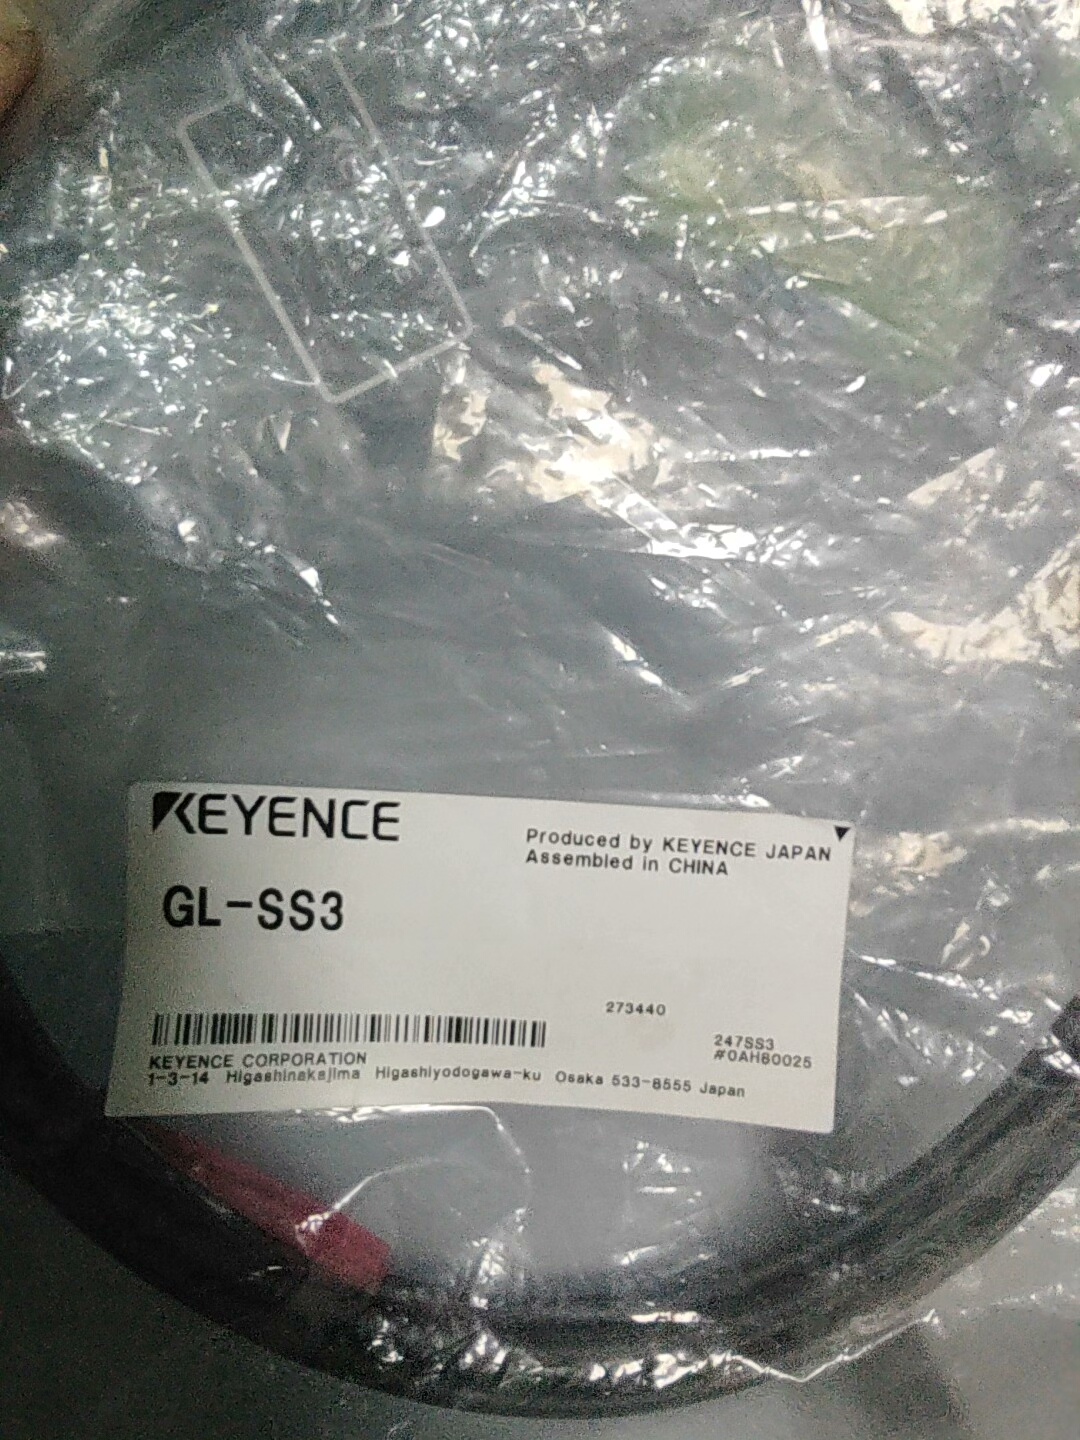 KEYENCE
Produced by KEYENCE JAPAN
Assembled in CHINA
GL-SS3
273440
247SS3
#0AH60025
KEYENCE CORPORATION
1-3-14 Higashinakajima Higashiyodogawa-ku Osaka 533-8555 Japan